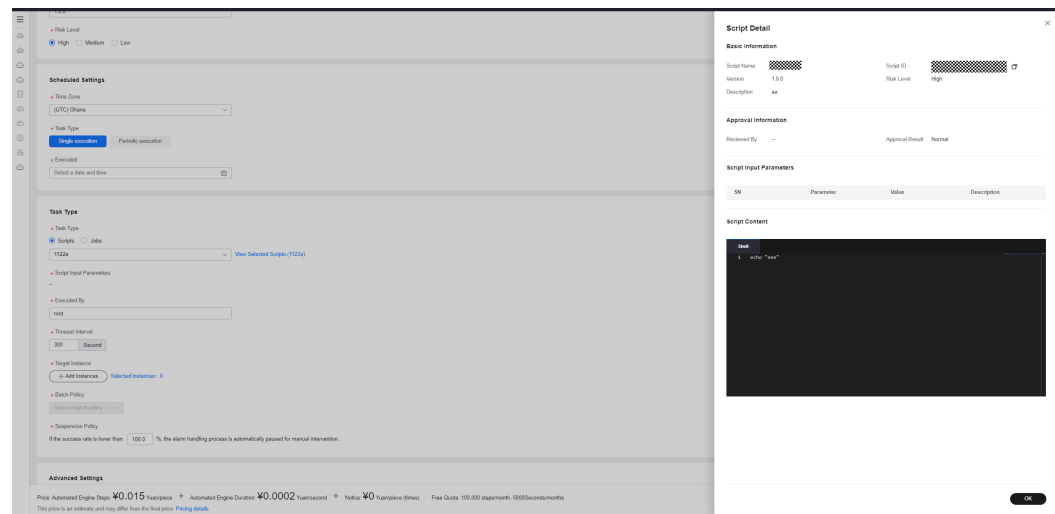 * Risk Level
High Medium Low
Scheduled Settings
* Time Zone
(UTC) Ghana
* Task Type
Single execution Periodic execution
* Executed
Select a date and time.
Task Type
* Task Type
Scripts Jobs
1122a View Selected Scripts (1122a)
* Script Input Parameters
--
* Executed By
root
* Timeout Interval
300 Second
* Target Instance
+ Add Instances Selected Instances: 0
* Batch Policy
Select a batch policy
* Suspension Policy
If the success rate is lower than 100.0 %, the alarm handling process is automatically paused for manual intervention.
Advanced Settings
Price: Automated Engine Steps: ¥0.015 Yuan/piece + Automated Engine Duration: ¥0.0002 Yuan/second + Notice: ¥0 Yuan/piece (times) Free Quota: 100,000 steps/month, 5000Seconds/months
This price is an estimate and may differ from the final price. Pricing details
Script Detail
Basic Information
Script Name Script ID
Version 1.0.0 Risk Level High
Description aa
Approval Information
Reviewed By -- Approval Result Normal
Script Input Parameters
SN Parameter Value Description
Script Content
Shell
1 echo "eee"
OK